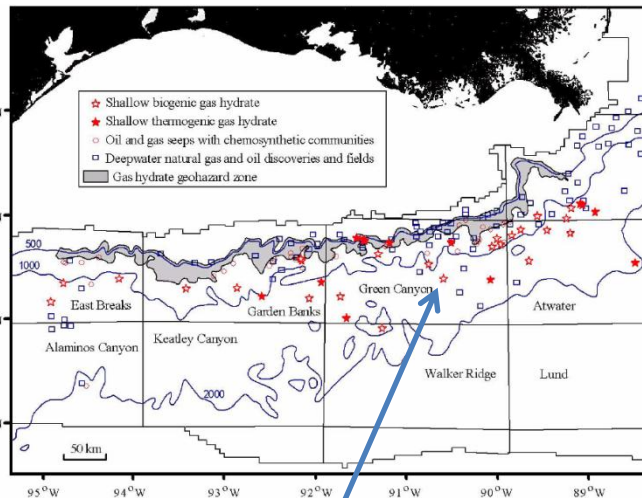 Shallow biogenic gas hydrate
Shallow thermogenic gas hydrate
Oil and gas seeps with chemosynthetic communities
Deepwater natural gas and oil discoveries and fields
Gas hydrate geohazard zone
500
1000
East Breaks
Garden Banks
Green Canyon
Atwater
Alaminos Canyon
Keatley Canyon
Walker Ridge
Lund
2000
50 km
95°W
94°W
93°W
92°W
91°W
90°W
89°W